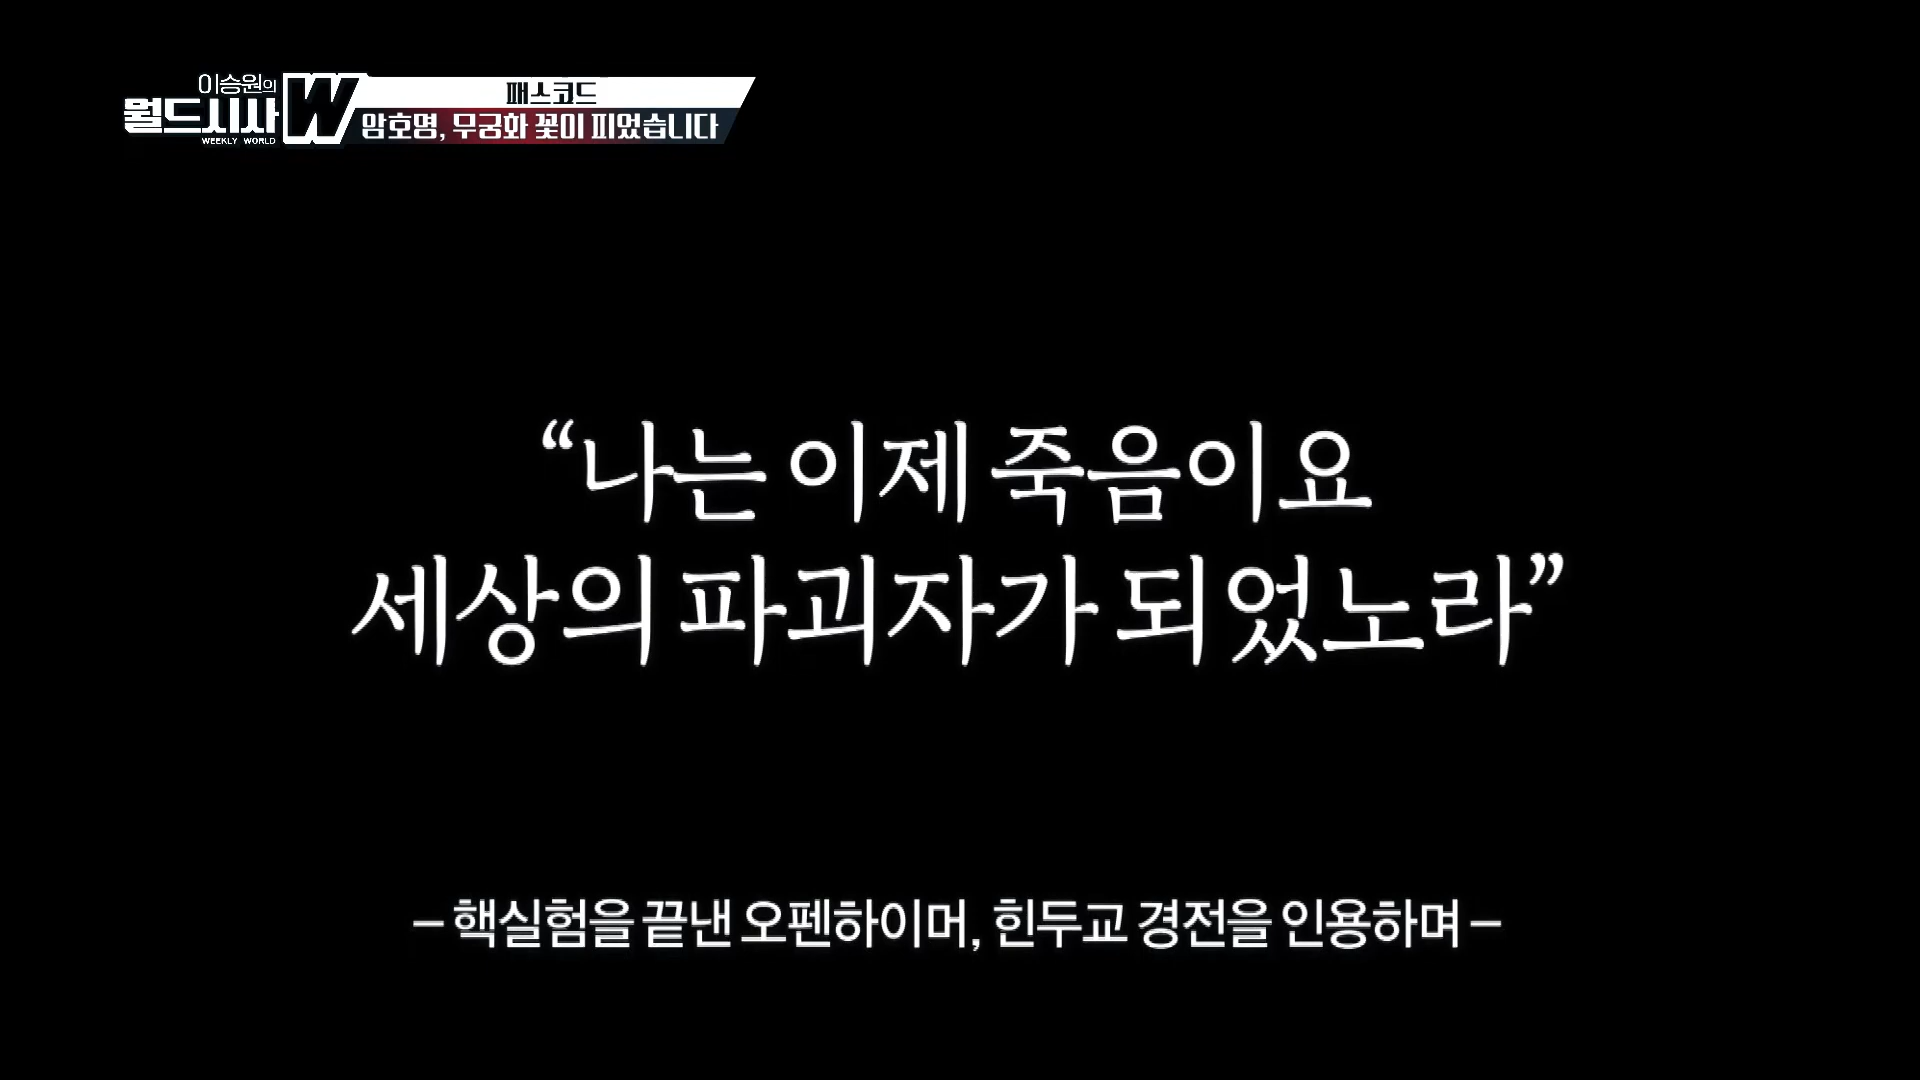 이승원의
월드시사 W
WEEKLY WORLD
패스코드
암호명, 무궁화 꽃이 피었습니다
“나는 이제 죽음이요
세상의 파괴자가 되었노라”
– 핵실험을 끝낸 오펜하이머, 힌두교 경전을 인용하며 –